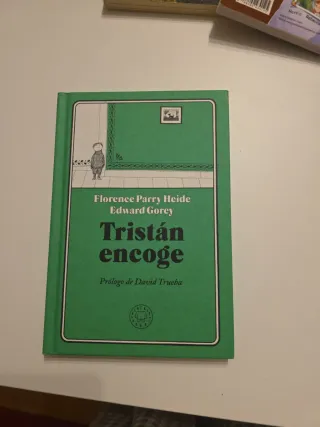 Florence Parry Heide
Edward Gorey
Tristán
encoge
Prólogo de David Trueba